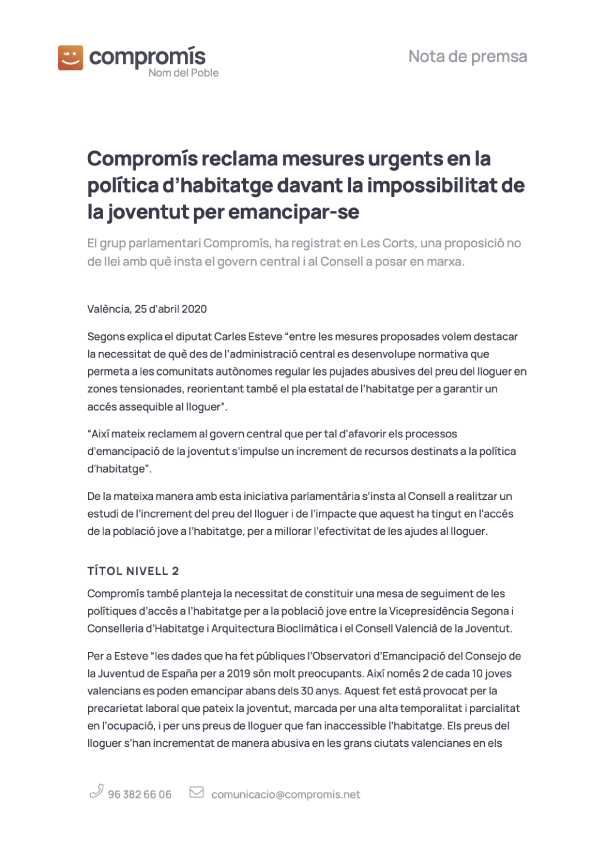 compromís
Nom del Poble
Nota de premsa
Compromís reclama mesures urgents en la
política d’habitatge davant la impossibilitat de
la joventut per emancipar-se
El grup parlamentari Compromís, ha registrat en Les Corts, una proposició no
de llei amb què insta el govern central i al Consell a posar en marxa.
València, 25 d’abril 2020
Segons explica el diputat Carles Esteve “entre les mesures proposades volem destacar
la necessitat de què des de l’administració central es desenvolupe normativa que
permeta a les comunitats autònomes regular les pujades abusives del preu del lloguer en
zones tensionades, reorientant també el pla estatal de l’habitatge per a garantir un
accés assequible al lloguer”.
“Així mateix reclamem al govern central que per tal d’afavorir els processos
d’emancipació de la joventut s’impulse un increment de recursos destinats a la política
d’habitatge”.
De la mateixa manera amb esta iniciativa parlamentària s’insta al Consell a realitzar un
estudi de l’increment del preu del lloguer i de l’impacte que aquest ha tingut en l’accés
de la població jove a l’habitatge, per a millorar l’efectivitat de les ajudes al lloguer.
TÍTOL NIVELL 2
Compromís també planteja la necessitat de constituir una mesa de seguiment de les
polítiques d’accés a l’habitatge per a la població jove entre la Vicepresidència Segona i
Conselleria d’Habitatge i Arquitectura Bioclimàtica i el Consell Valencià de la Joventut.
Per a Esteve “les dades que ha fet públiques l’Observatori d’Emancipació del Consejo de
la Juventud de España per a 2019 són molt preocupants. Així només 2 de cada 10 joves
valencians es poden emancipar abans dels 30 anys. Aquest fet está provocat per la
precarietat laboral que pateix la joventut, marcada per una alta temporalitat i parcialitat
en l’ocupació, i per uns preus de lloguer que fan inaccessible l’habitatge. Els preus del
lloguer s’han incrementat de manera abusiva en les grans ciutats valencianes en els
96 382 66 06
comunicacio@compromis.net